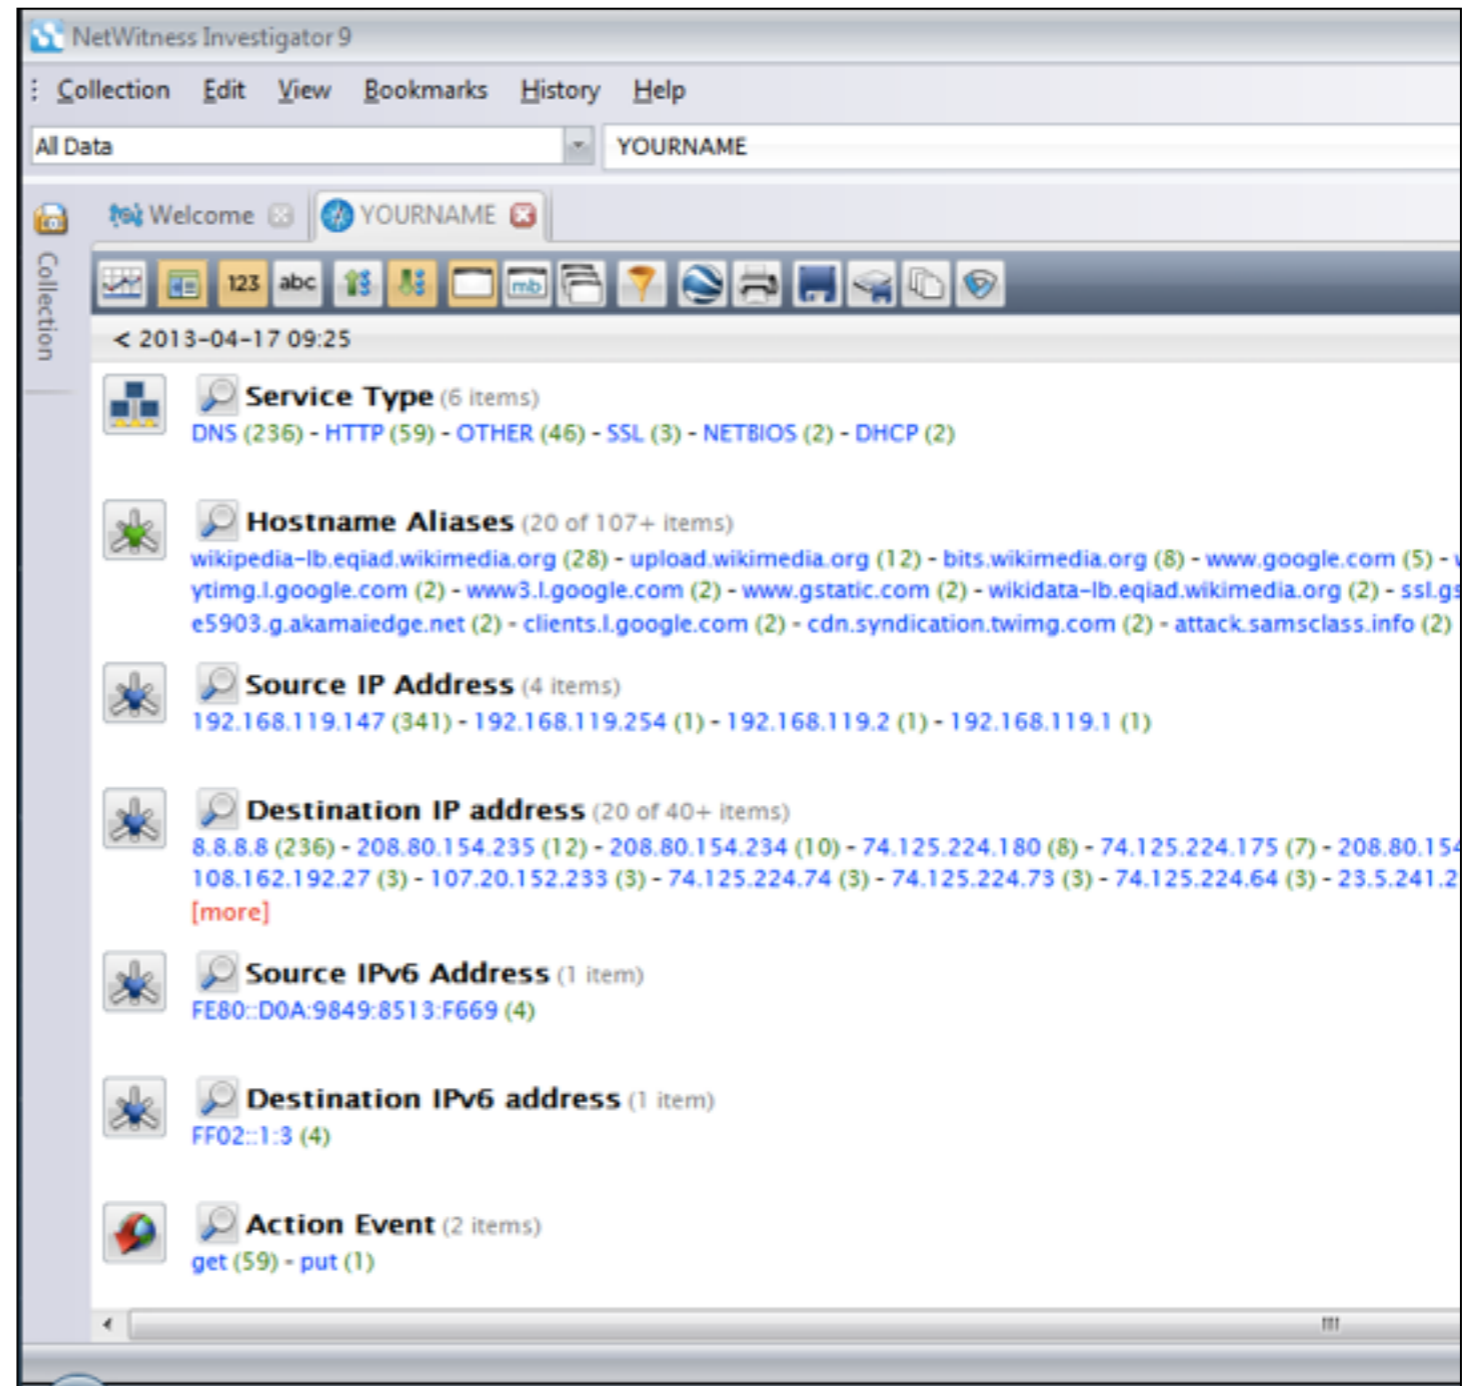 NetWitness Investigator 9
Collection Edit View Bookmarks History Help
All Data YOURNAME
Welcome YOURNAME
Collection
123 abc mb
< 2013-04-17 09:25
Service Type (6 items)
DNS (236) - HTTP (59) - OTHER (46) - SSL (3) - NETBIOS (2) - DHCP (2)
Hostname Aliases (20 of 107+ items)
wikipedia-lb.eqiad.wikimedia.org (28) - upload.wikimedia.org (12) - bits.wikimedia.org (8) - www.google.com (5) -
ytimg.l.google.com (2) - www3.l.google.com (2) - www.gstatic.com (2) - wikidata-lb.eqiad.wikimedia.org (2) - ssl.gs
e5903.g.akamaiedge.net (2) - clients.l.google.com (2) - cdn.syndication.twimg.com (2) - attack.samsclass.info (2)
Source IP Address (4 items)
192.168.119.147 (341) - 192.168.119.254 (1) - 192.168.119.2 (1) - 192.168.119.1 (1)
Destination IP address (20 of 40+ items)
8.8.8.8 (236) - 208.80.154.235 (12) - 208.80.154.234 (10) - 74.125.224.180 (8) - 74.125.224.175 (7) - 208.80.154
108.162.192.27 (3) - 107.20.152.233 (3) - 74.125.224.74 (3) - 74.125.224.73 (3) - 74.125.224.64 (3) - 23.5.241.2
[more]
Source IPv6 Address (1 item)
FE80::D0A:9849:8513:F669 (4)
Destination IPv6 address (1 item)
FF02::1:3 (4)
Action Event (2 items)
get (59) - put (1)